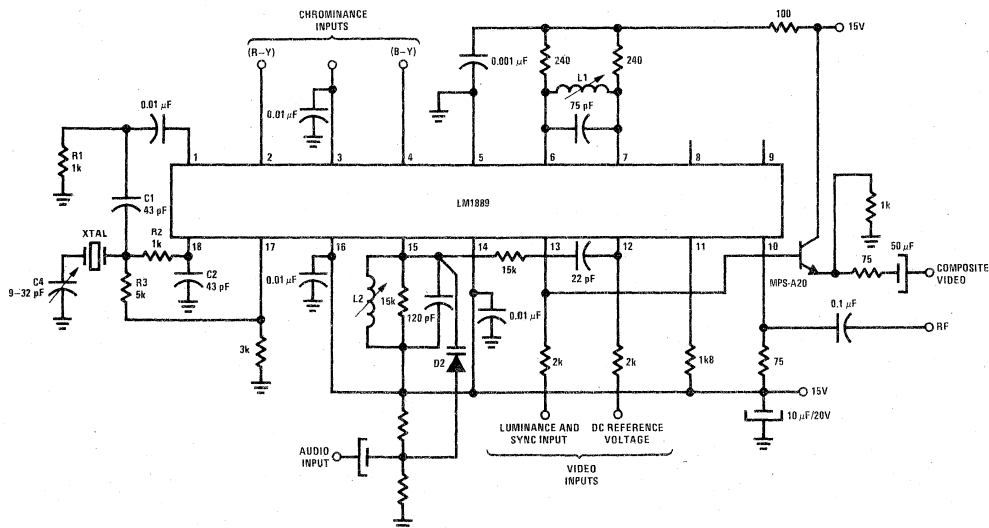 CHROMINANCE
INPUTS
(R–Y)
(B–Y)
100
15V
0.001 µF
240
240
L1
75 pF
0.01 µF
0.01 µF
R1
1k
C1
43 pF
1
2
3
4
5
6
7
8
9
LM1889
1k
XTAL
R2
1k
18
17
16
15
14
13
12
11
10
C4
9–32 pF
R3
5k
C2
43 pF
0.01 µF
L2
15k
120 pF
15k
22 pF
0.01 µF
MPS-A20
75
50 µF
COMPOSITE
VIDEO
0.1 µF
RF
3k
D2
2k
2k
1k8
75
15V
10 µF/20V
LUMINANCE AND
SYNC INPUT
DC REFERENCE
VOLTAGE
VIDEO
INPUTS
AUDIO
INPUT